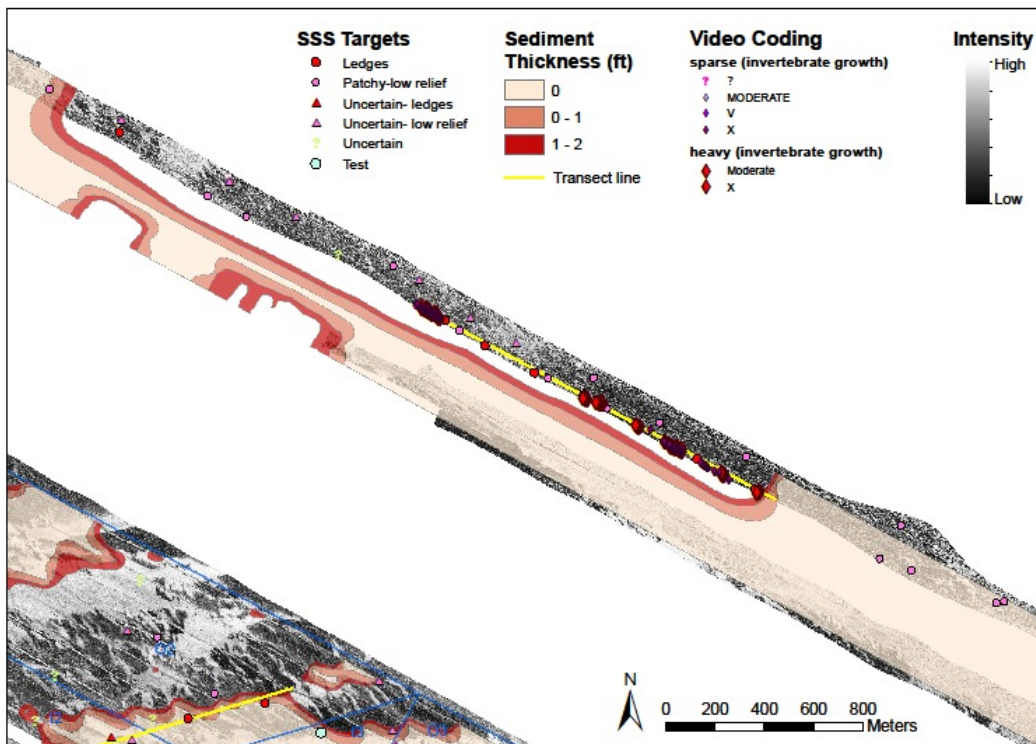 SSS Targets
Ledges
Patchy-low relief
Uncertain- ledges
Uncertain- low relief
? Uncertain
Test
Sediment
Thickness (ft)
0
0 - 1
1 - 2
Transect line
Video Coding
sparse (invertebrate growth)
? ?
MODERATE
V
X
heavy (invertebrate growth)
Moderate
X
Intensity
High
Low
N
0 200 400 600 800
Meters